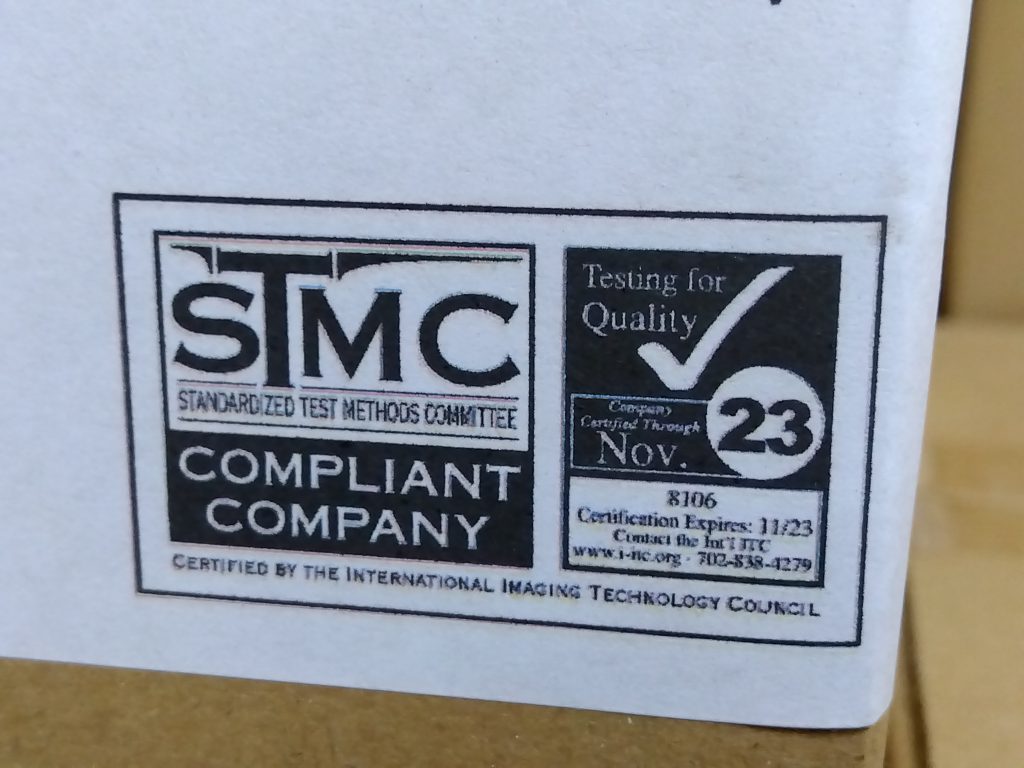 STMC
STANDARDIZED TEST METHODS COMMITTEE
COMPLIANT
COMPANY
Testing for
Quality
Company
Certified Through
Nov.
23
8106
Certification Expires: 11/23
Contact the Int'l ITC
www.i-itc.org · 702-838-4279
CERTIFIED BY THE INTERNATIONAL IMAGING TECHNOLOGY COUNCIL